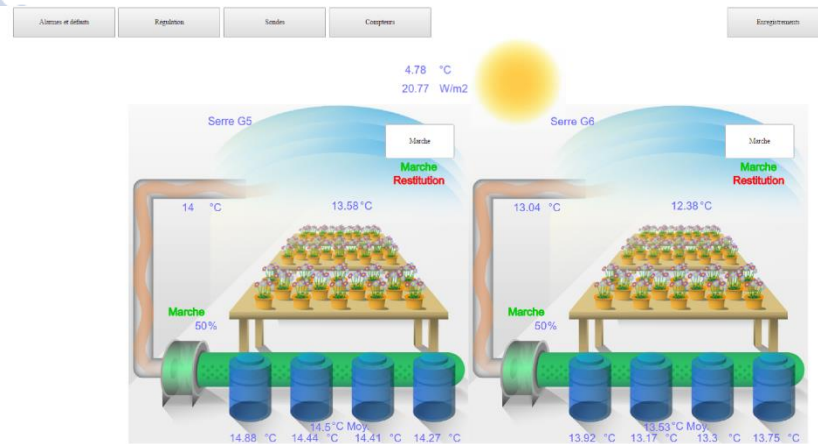 Alarmes et défauts Régulation Sondes Compteurs Enregistrements
4.78 °C
20.77 W/m2
Serre G5
Marche
Marche
Restitution
14 °C 13.58 °C
Marche
50%
14.5 °C Moy.
14.88 °C 14.44 °C 14.41 °C 14.27 °C
Serre G6
Marche
Marche
Restitution
13.04 °C 12.38 °C
Marche
50%
13.53 °C Moy.
13.92 °C 13.17 °C 13.3 °C 13.75 °C